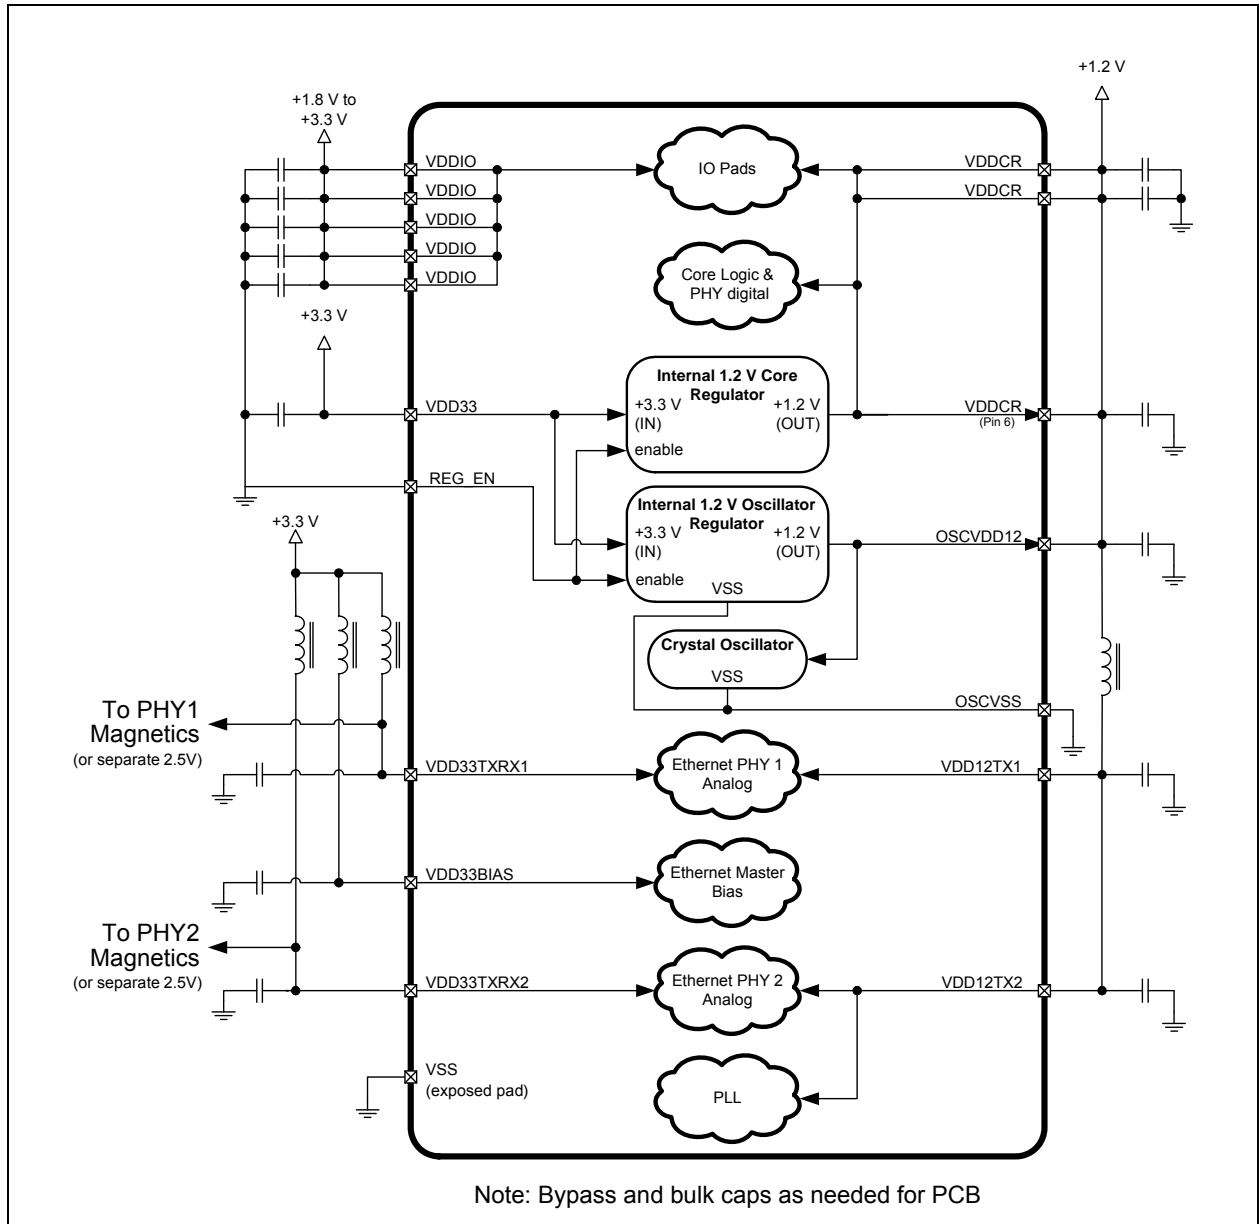 +1.2 V
+1.8 V to
+3.3 V
VDDIO
VDDIO
VDDIO
VDDIO
VDDIO
IO Pads
VDDCR
VDDCR
Core Logic &
PHY digital
+3.3 V
Internal 1.2 V Core
Regulator
+3.3 V
(IN)
+1.2 V
(OUT)
enable
VDD33
VDDCR
(Pin 6)
REG_EN
Internal 1.2 V Oscillator
Regulator
+3.3 V
(IN)
+1.2 V
(OUT)
enable
VSS
OSCVDD12
+3.3 V
Crystal Oscillator
VSS
OSCVSS
To PHY1
Magnetics
(or separate 2.5V)
VDD33TXRX1
Ethernet PHY 1
Analog
VDD12TX1
VDD33BIAS
Ethernet Master
Bias
To PHY2
Magnetics
(or separate 2.5V)
VDD33TXRX2
Ethernet PHY 2
Analog
VDD12TX2
VSS
(exposed pad)
PLL
Note: Bypass and bulk caps as needed for PCB